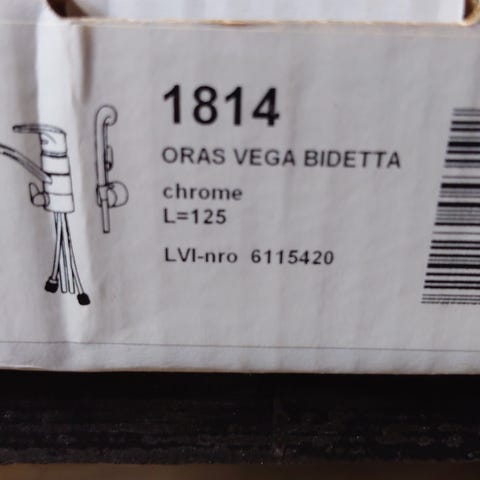 1814
ORAS VEGA BIDETTA
chrome
L=125
LVI-nro 6115420